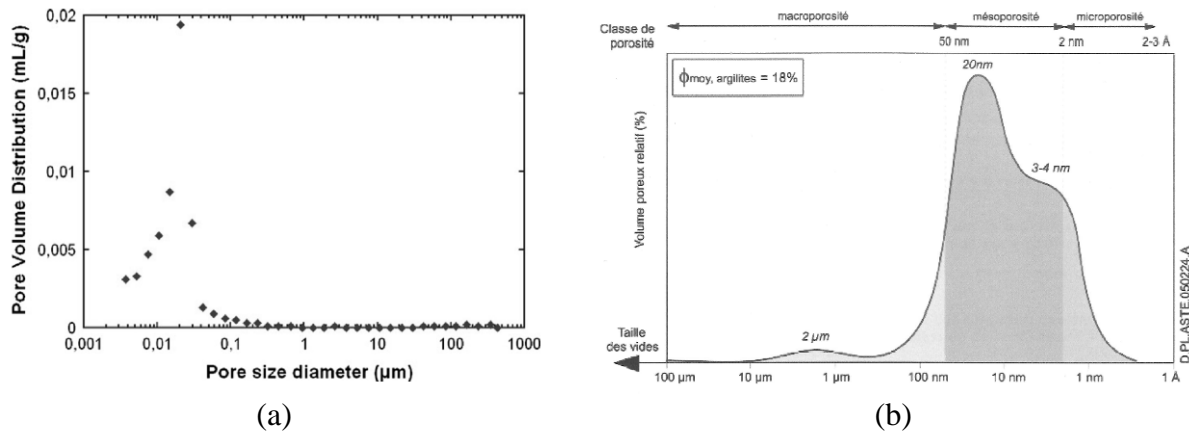 0,02
0,015
0,01
0,005
0
0,001
0,01
0,1
1
10
100
1000
Pore Volume Distribution (mL/g)
Pore size diameter (µm)
(a)
macroporosité
mésoporosité
microporosité
Classe de
porosité
50 nm
2 nm
2-3 Å
ϕmoy, argilites = 18%
20nm
3-4 nm
2 µm
Volume poreux relatif (%)
Taille
des vides
100 µm
10 µm
1 µm
100 nm
10 nm
1 nm
1 Å
D.PL.ASTE.050224.A
(b)